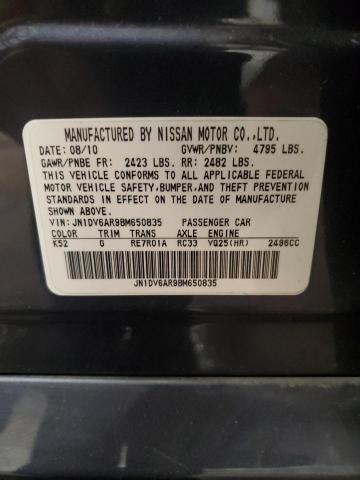 MANUFACTURED BY NISSAN MOTOR CO.,LTD.
DATE: 08/10 GVWR/PNBV: 4795 LBS.
GAWR/PNBE FR: 2423 LBS. RR: 2482 LBS.
THIS VEHICLE CONFORMS TO ALL APPLICABLE FEDERAL
MOTOR VEHICLE SAFETY, BUMPER, AND THEFT PREVENTION
STANDARDS IN EFFECT ON THE DATE OF MANUFACTURE
SHOWN ABOVE.
VIN: JN1DV6AR9BM650835 PASSENGER CAR
COLOR TRIM TRANS AXLE ENGINE
K52 G RE7R01A RC33 VQ25(HR) 2496CC
JN1DV6AR9BM650835